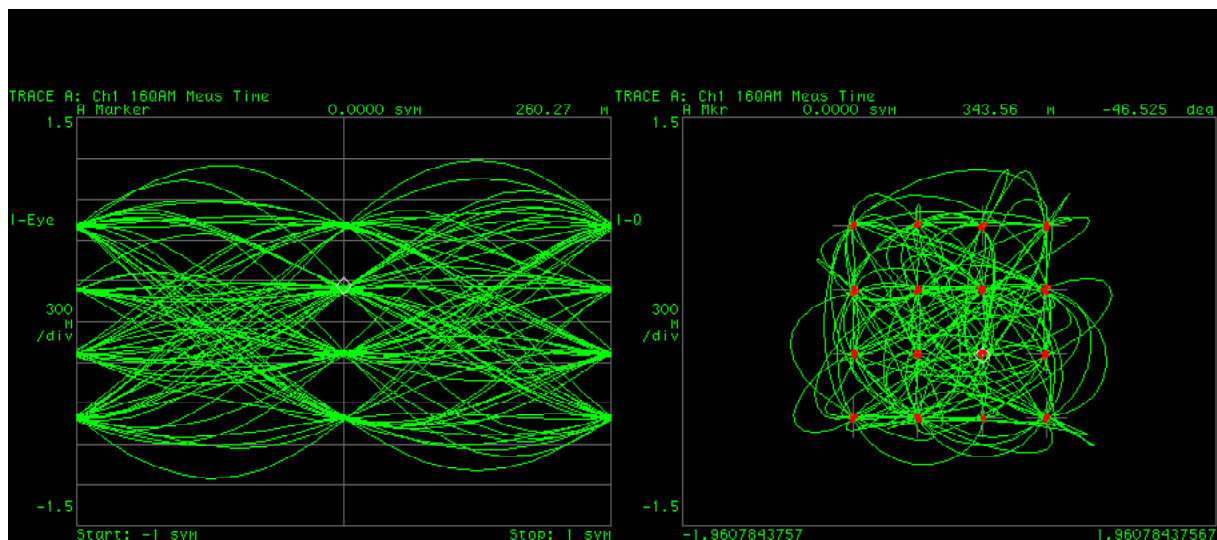 TRACE A: Ch1 16QAM Meas Time
A Marker 0.0000 sym 260.27 m
1.5
I-Eye
300
m
/div
-1.5
Start: -1 sym Stop: 1 sym
TRACE A: Ch1 16QAM Meas Time
A Mkr 0.0000 sym 343.56 m -46.525 deg
1.5
I-Q
300
m
/div
-1.5
-1.9607843757 1.96078437567